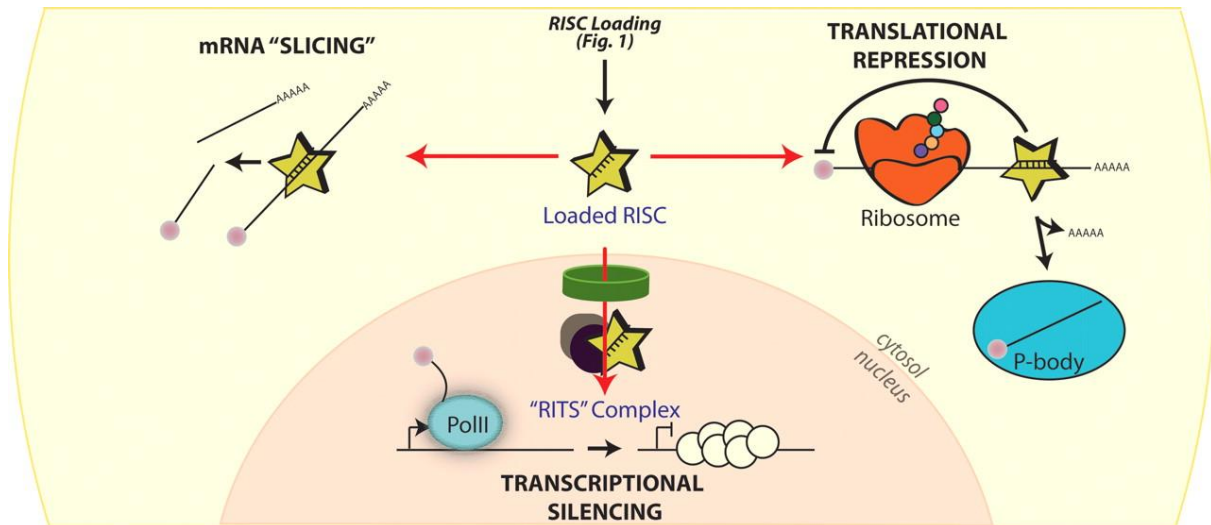 RISC Loading
(Fig. 1)
mRNA “SLICING”
TRANSLATIONAL
REPRESSION
AAAAA
AAAAA
AAAAA
Ribosome
Loaded RISC
AAAAA
cytosol
nucleus
P-body
“RITS” Complex
PolII
TRANSCRIPTIONAL
SILENCING